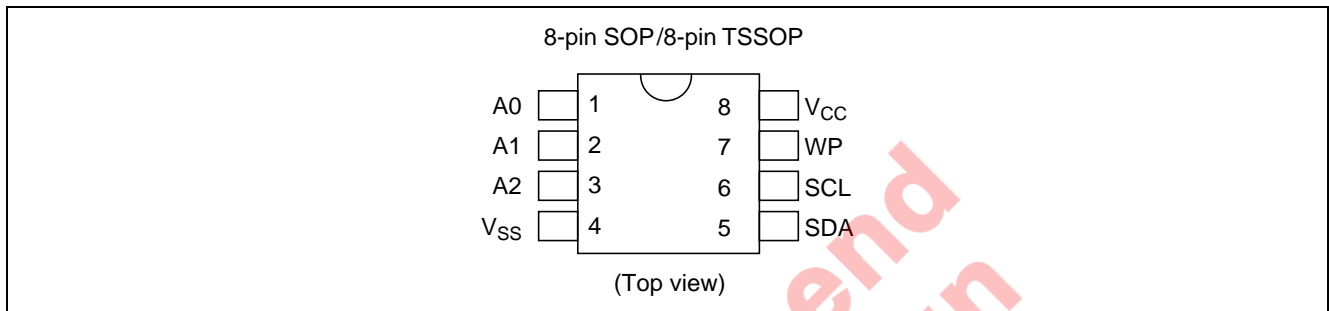 8-pin SOP/8-pin TSSOP
A0 1 8 VCC
A1 2 7 WP
A2 3 6 SCL
VSS 4 5 SDA
(Top view)
end